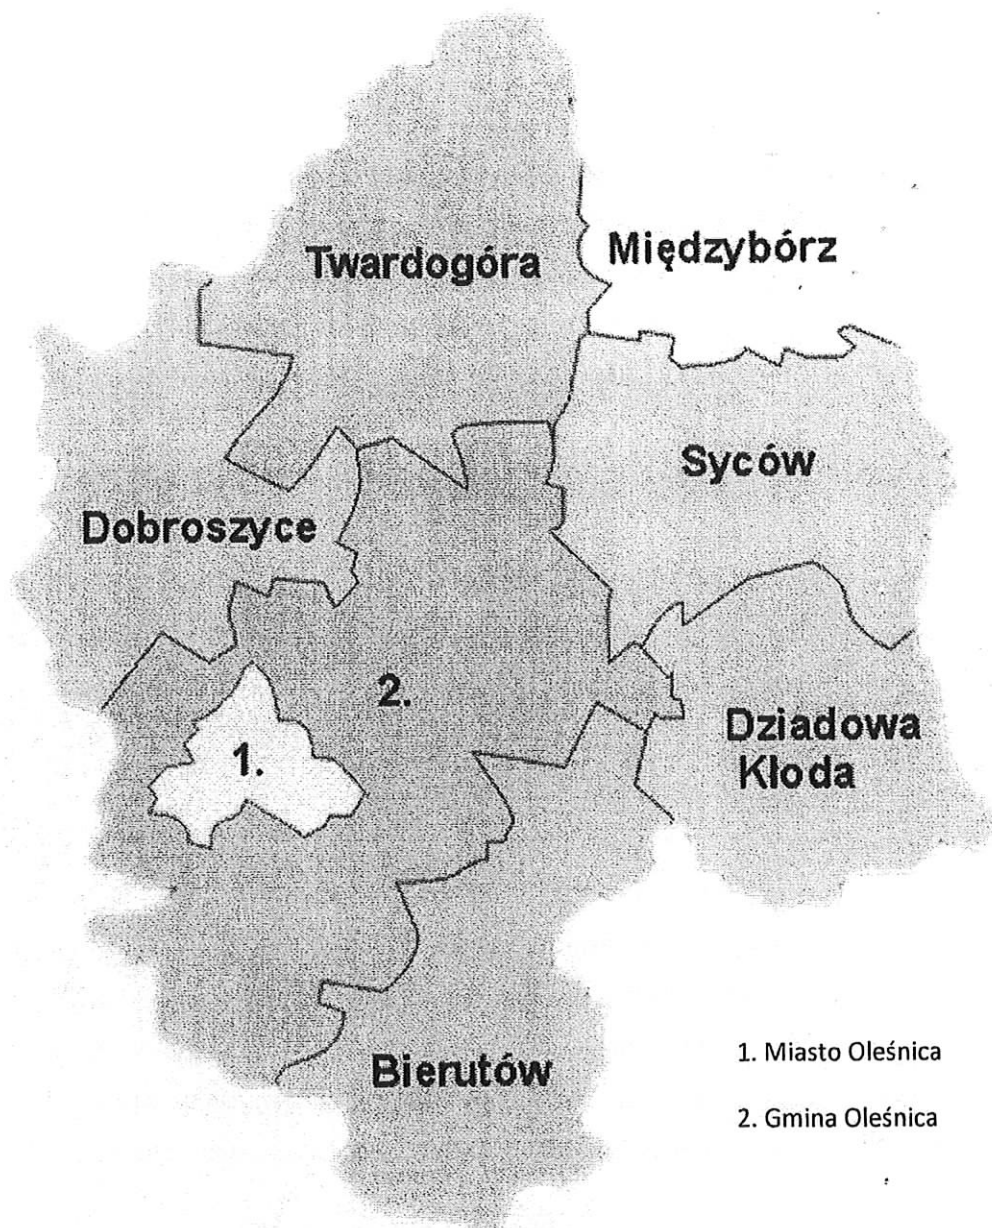 Twardogóra
Międzybórz
Syców
Dobroszyce
2.
1.
Dziadowa
Kłoda
Bierutów
1. Miasto Oleśnica
2. Gmina Oleśnica